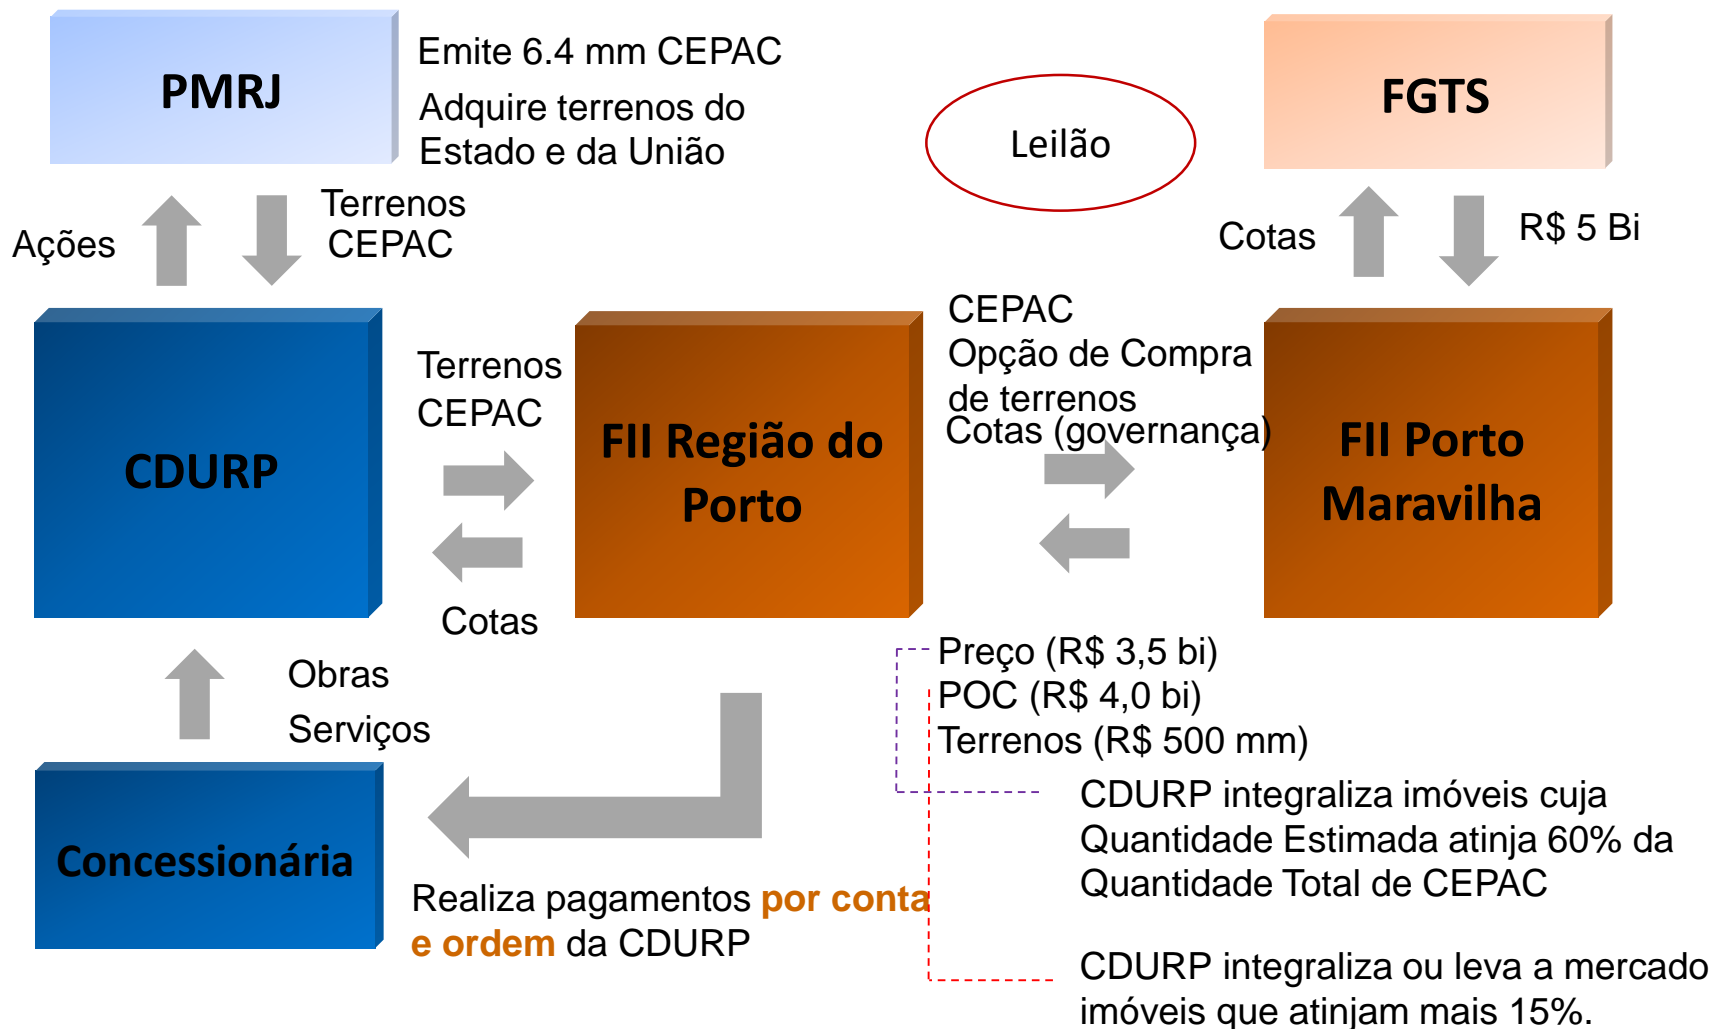 PMRJ
Emite 6.4 mm CEPAC
Adquire terrenos do
Estado e da União
Leilão
FGTS
Ações
Terrenos
CEPAC
Cotas
R$ 5 Bi
CDURP
Terrenos
CEPAC
Cotas
FII Região do
Porto
CEPAC
Opção de Compra
de terrenos
Cotas (governança)
FII Porto
Maravilha
Obras
Serviços
Preço (R$ 3,5 bi)
POC (R$ 4,0 bi)
Terrenos (R$ 500 mm)
Concessionária
Realiza pagamentos por conta
e ordem da CDURP
CDURP integraliza imóveis cuja
Quantidade Estimada atinja 60% da
Quantidade Total de CEPAC
CDURP integraliza ou leva a mercado
imóveis que atinjam mais 15%.